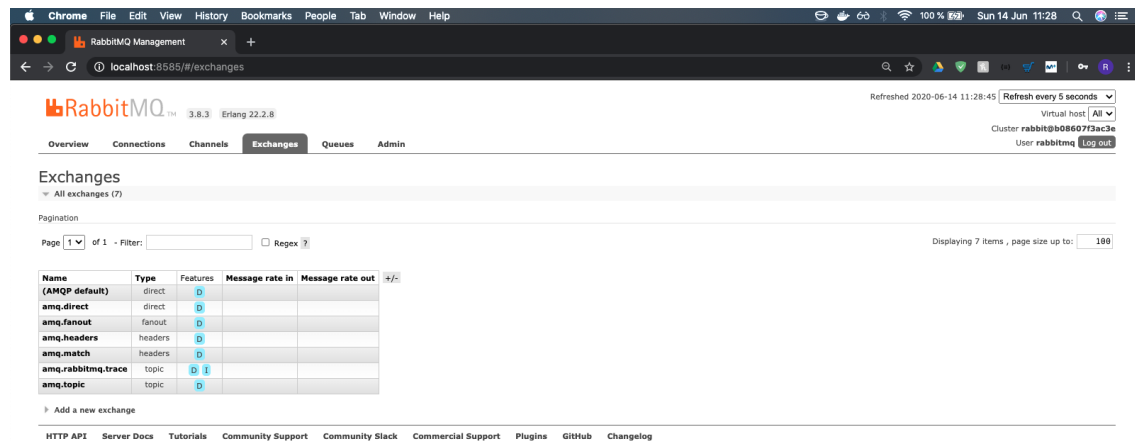 Chrome File Edit View History Bookmarks People Tab Window Help 100 % Sun 14 Jun 11:28
RabbitMQ Management × +
localhost:8585/#/exchanges R
Refreshed 2020-06-14 11:28:45 Refresh every 5 seconds
RabbitMQ TM 3.8.3 Erlang 22.2.8
Virtual host All
Cluster rabbit@b08607f3ac3e
User rabbitmq Log out
Overview Connections Channels Exchanges Queues Admin
Exchanges
All exchanges (7)
Pagination
Page 1 of 1 - Filter: Regex ? Displaying 7 items , page size up to: 100
Name Type Features Message rate in Message rate out +/-
(AMQP default) direct D
amq.direct direct D
amq.fanout fanout D
amq.headers headers D
amq.match headers D
amq.rabbitmq.trace topic D I
amq.topic topic D
Add a new exchange
HTTP API Server Docs Tutorials Community Support Community Slack Commercial Support Plugins GitHub Changelog